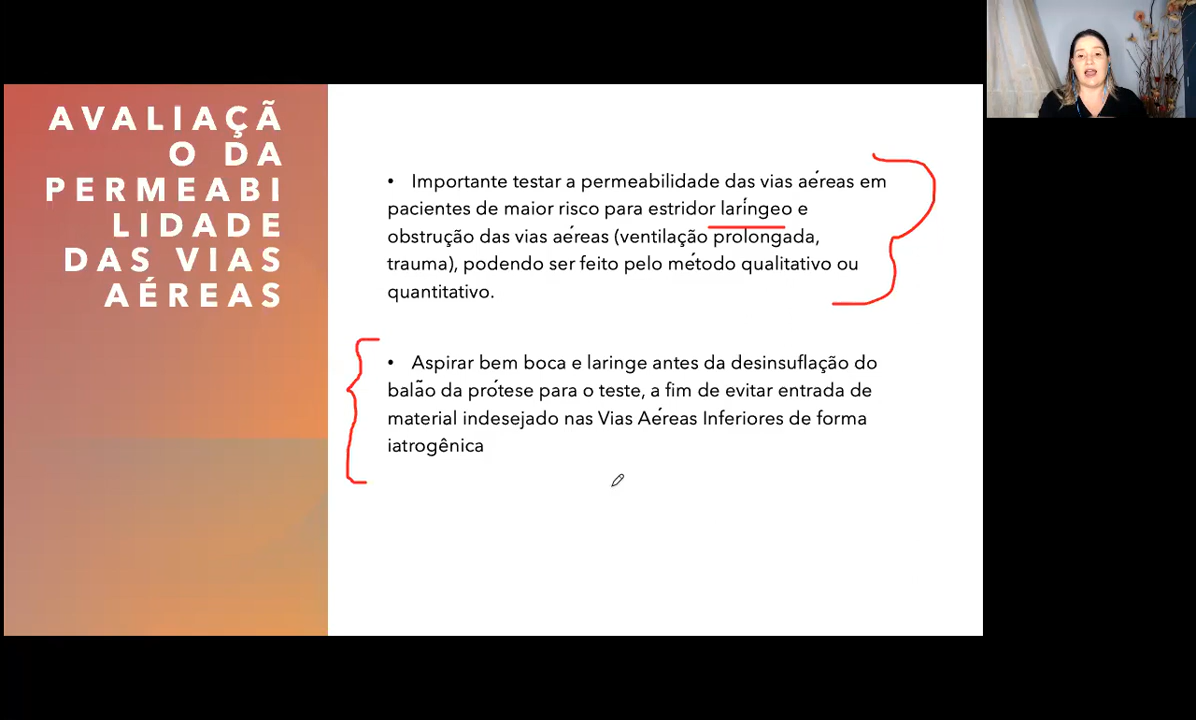 AVALIAÇÃ
O DA
PERMEABI
LIDADE
DAS VIAS
AÉREAS
• Importante testar a permeabilidade das vias aéreas em
pacientes de maior risco para estridor laríngeo e
obstrução das vias aéreas (ventilação prolongada,
trauma), podendo ser feito pelo método qualitativo ou
quantitativo.
• Aspirar bem boca e laringe antes da desinsuflação do
balão da prótese para o teste, a fim de evitar entrada de
material indesejado nas Vias Aéreas Inferiores de forma
iatrogênica